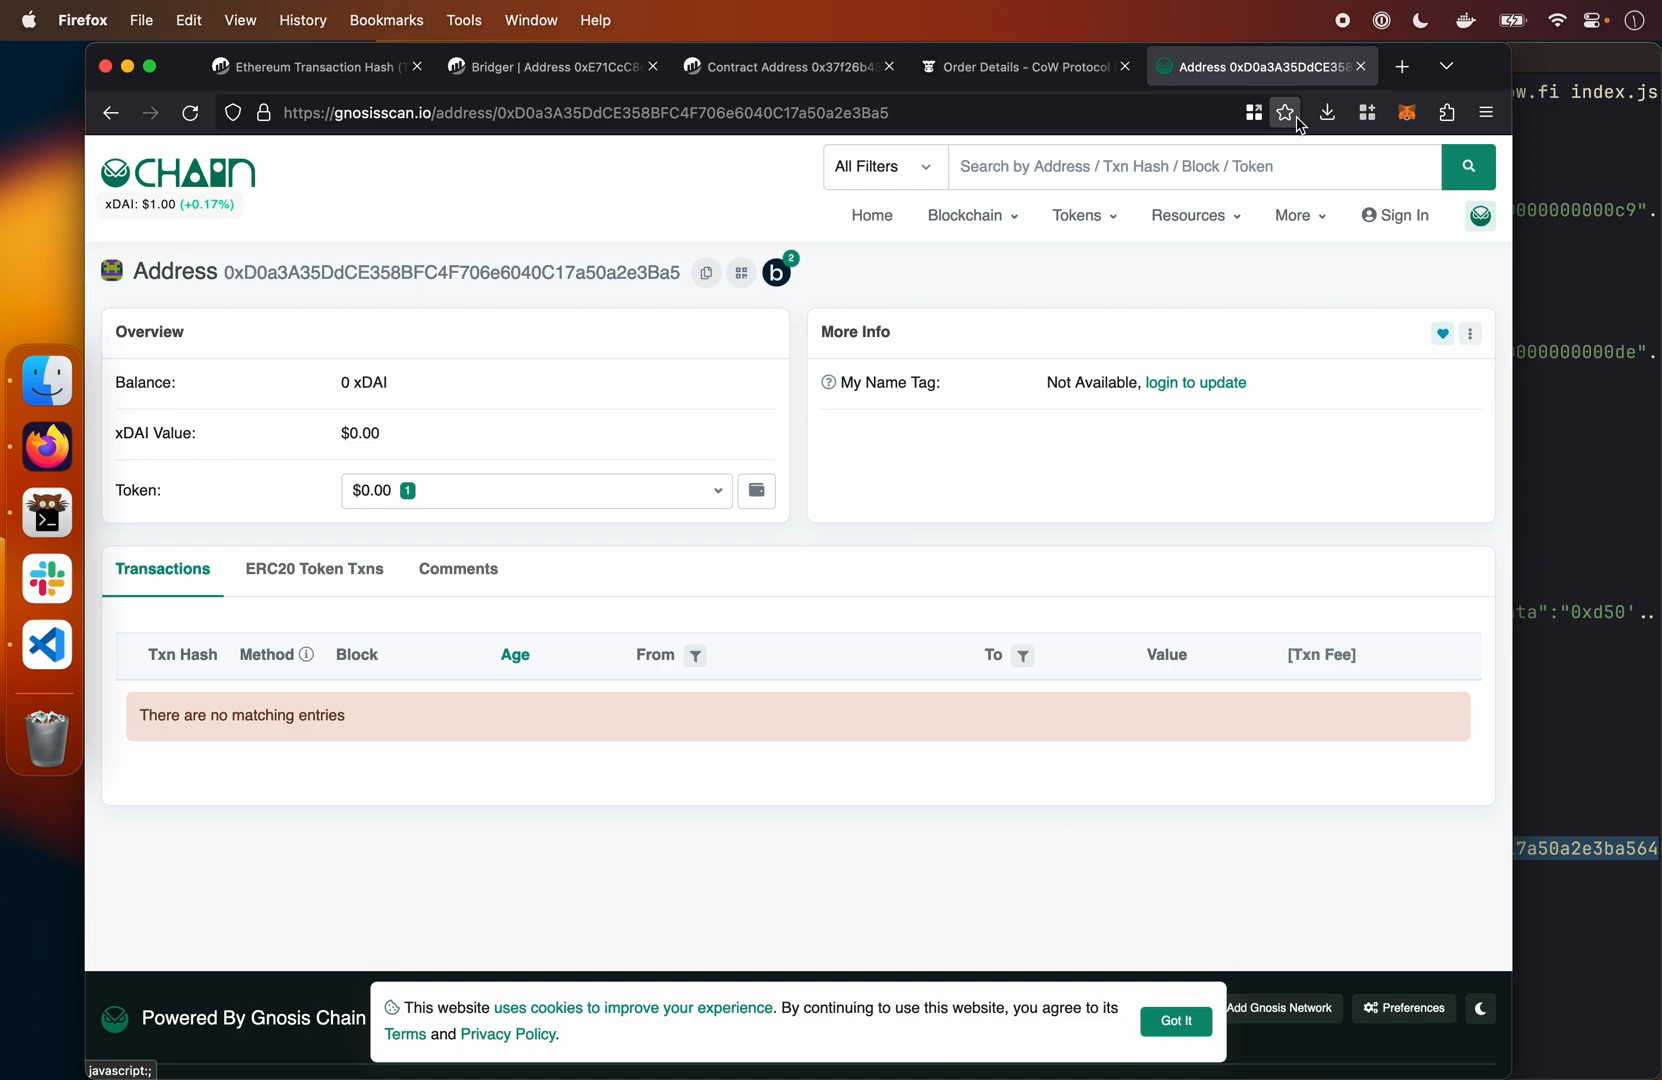 Firefox File Edit View History Bookmarks Tools Window Help
Ethereum Transaction Hash (T
Bridger | Address 0xE71CcC8
Contract Address 0x37f26b43
Order Details - CoW Protocol
Address 0xD0a3A35DdCE358
https://gnosisscan.io/address/0xD0a3A35DdCE358BFC4F706e6040C17a50a2e3Ba5
w.fi index.js
CHAIN
xDAI: $1.00 (+0.17%)
All Filters
Search by Address / Txn Hash / Block / Token
Home Blockchain Tokens Resources More Sign In
000000000c9".
Address 0xD0a3A35DdCE358BFC4F706e6040C17a50a2e3Ba5
b 2
Overview
Balance: 0 xDAI
xDAI Value: $0.00
Token: $0.00 1
More Info
My Name Tag: Not Available, login to update
000000000de".
Transactions ERC20 Token Txns Comments
ta":"0xd50'..
Txn Hash Method Block Age From To Value [Txn Fee]
There are no matching entries
7a50a2e3ba564
Powered By Gnosis Chain
This website uses cookies to improve your experience. By continuing to use this website, you agree to its
Terms and Privacy Policy.
Got It
Add Gnosis Network
Preferences
javascript:;